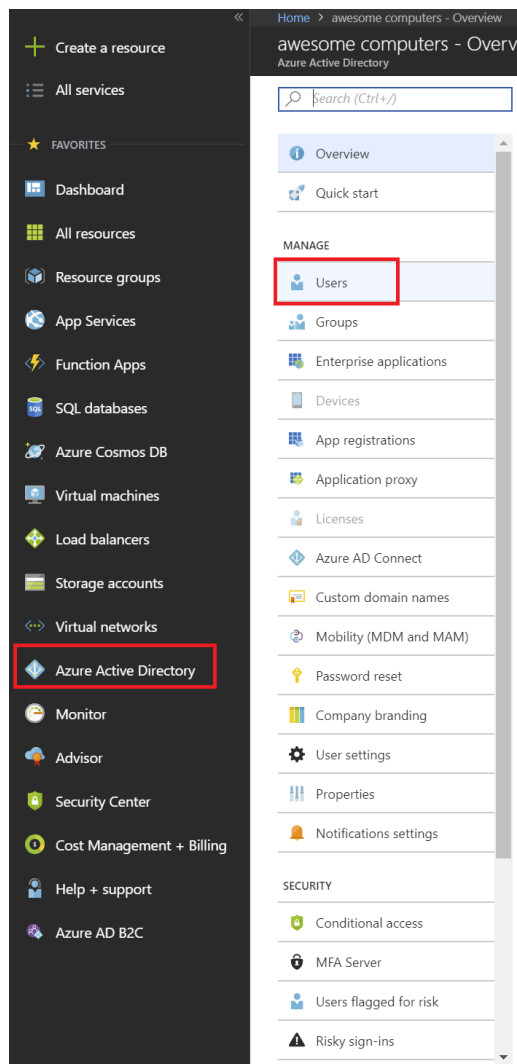 «
Create a resource
All services
FAVORITES
Dashboard
All resources
Resource groups
App Services
Function Apps
SQL databases
Azure Cosmos DB
Virtual machines
Load balancers
Storage accounts
Virtual networks
Azure Active Directory
Monitor
Advisor
Security Center
Cost Management + Billing
Help + support
Azure AD B2C
Home > awesome computers - Overview
awesome computers - Overv
Azure Active Directory
Search (Ctrl+/)
Overview
Quick start
MANAGE
Users
Groups
Enterprise applications
Devices
App registrations
Application proxy
Licenses
Azure AD Connect
Custom domain names
Mobility (MDM and MAM)
Password reset
Company branding
User settings
Properties
Notifications settings
SECURITY
Conditional access
MFA Server
Users flagged for risk
Risky sign-ins